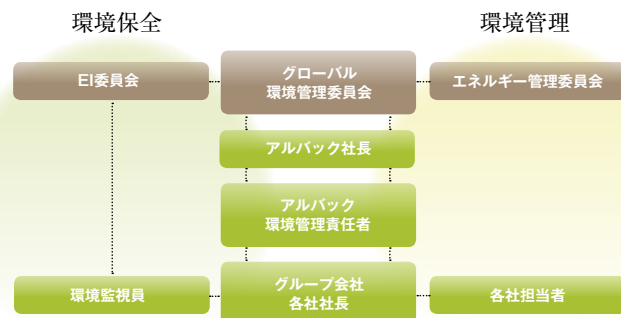 環境保全
環境管理
EI委員会
グローバル
環境管理委員会
エネルギー管理委員会
アルバック社長
アルバック
環境管理責任者
環境監視員
グループ会社
各社社長
各社担当者